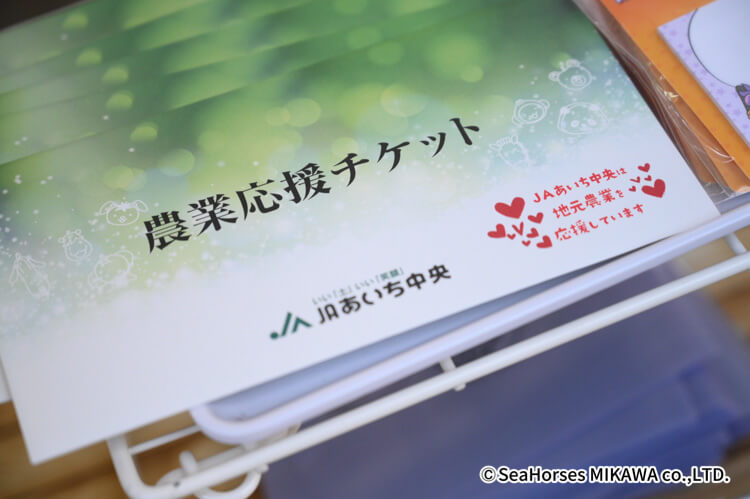 農業応援チケット
JAあいち中央は
地元農業を
応援しています
いい「土」いい「笑顔」
JAあいち中央
©SeaHorses MIKAWA co.,LTD.